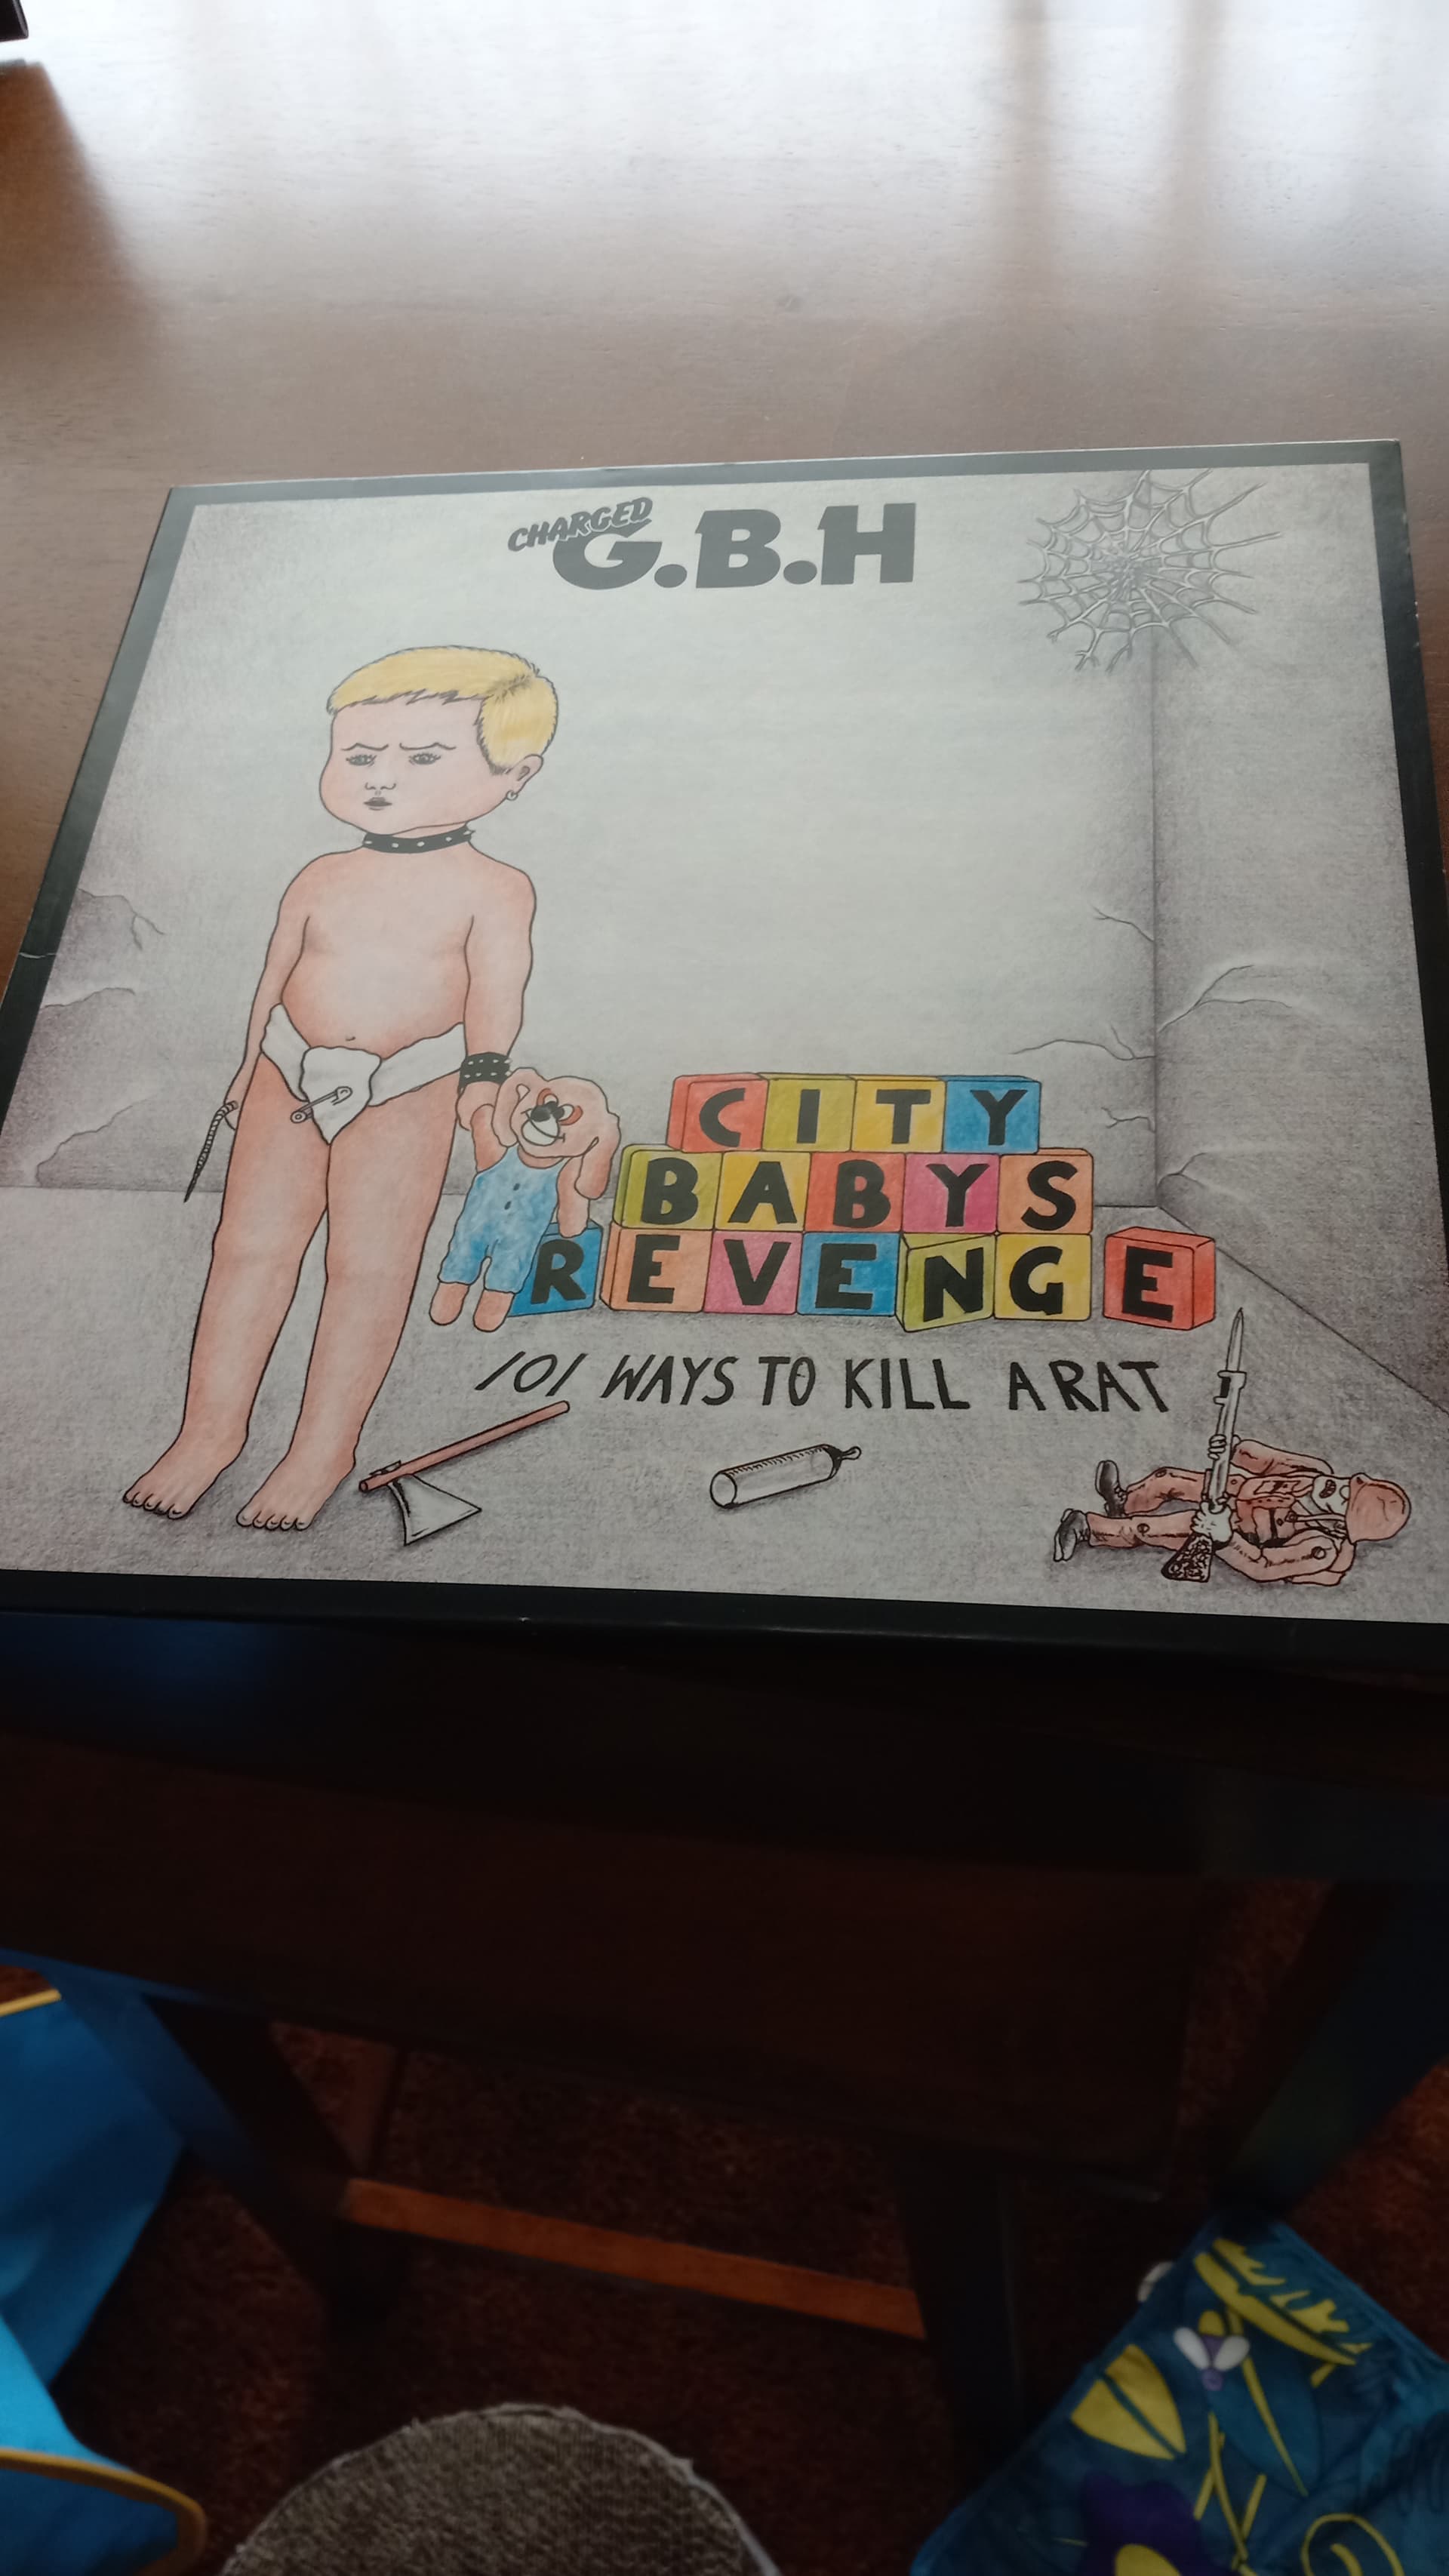 CHARGED
G.B.H
CITY
BABYS
REVENGE
101 WAYS TO KILL A RAT